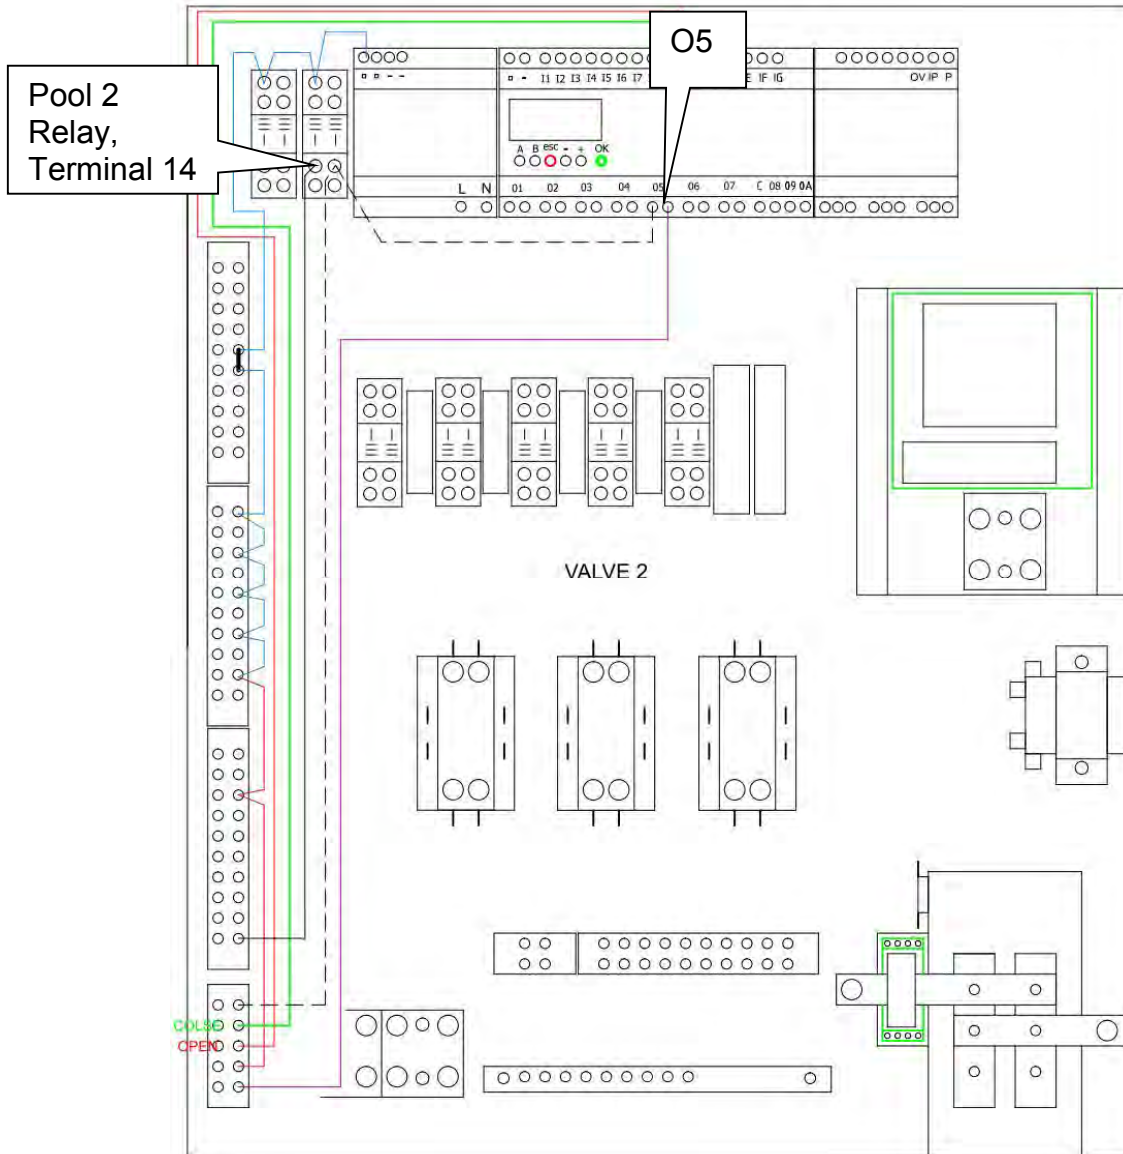 O5
Pool 2
Relay,
Terminal 14
I1 I2 I3 I4 I5 I6 I7
IF IG
OV IP P
A B esc - + OK
L N
01 02 03 04 05 06 07 C 08 09 0A
VALVE 2
COLSE
OPEN